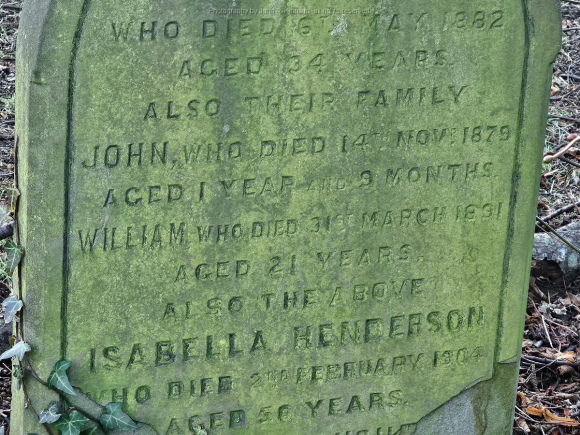 WHO DIED 6TH MAY 1882
AGED 34 YEARS.
ALSO THEIR FAMILY
JOHN, WHO DIED 14TH NOVR 1879
AGED 1 YEAR AND 9 MONTHS.
WILLIAM, WHO DIED 31ST MARCH 1891
AGED 21 YEARS.
ALSO THE ABOVE
ISABELLA HENDERSON
WHO DIED 2ND FEBRUARY 1904
AGED 56 YEARS.